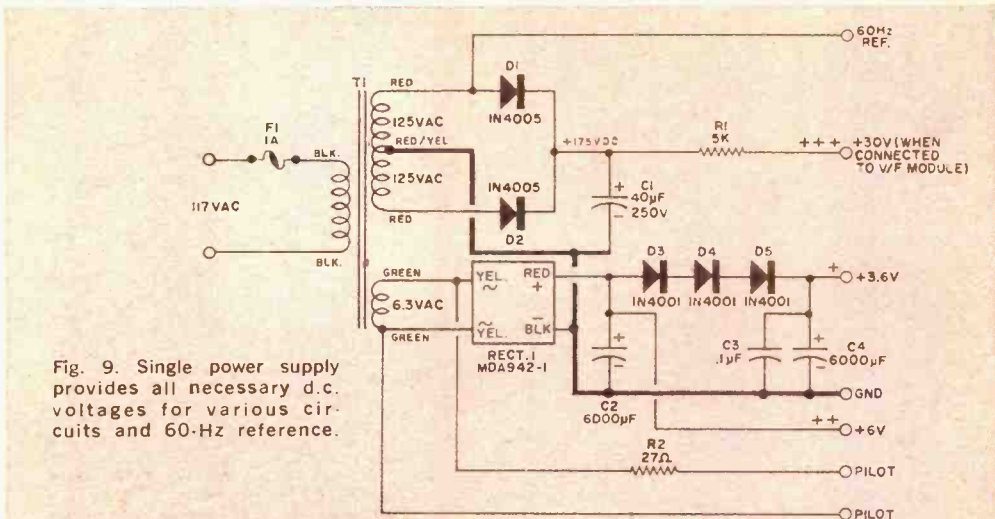 60Hz
REF.
D1
T1
RED
1N4005
125VAC
F1
1A
RED/YEL
+175VDC
R1
5K
+++
+30V(WHEN
CONNECTED
TO V/F MODULE)
BLK.
117VAC
125VAC
1N4005
+
C1
40µF
250V
−
RED
D2
BLK.
D3
D4
D5
GREEN
YEL.
∼
RED
+
+
+3.6V
1N4001
1N4001
1N4001
6.3VAC
∼
YEL.
−
BLK
GREEN
RECT.1
MDA942-1
+
−
C2
6000µF
C3
.1µF
+
−
C4
6000µF
GND
++
+6V
R2
27Ω
PILOT
PILOT
Fig. 9. Single power supply
provides all necessary d.c.
voltages for various cir-
cuits and 60-Hz reference.